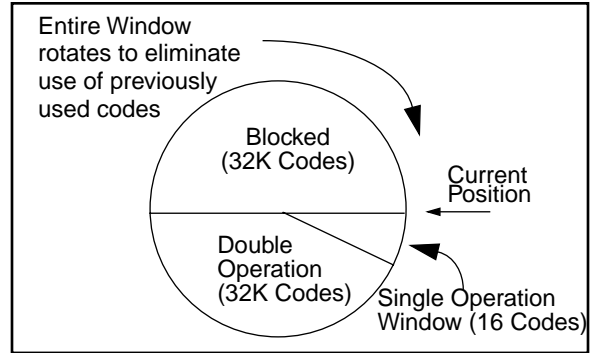 Entire Window
rotates to eliminate
use of previously
used codes
Blocked
(32K Codes)
Current
Position
Double
Operation
(32K Codes)
Single Operation
Window (16 Codes)